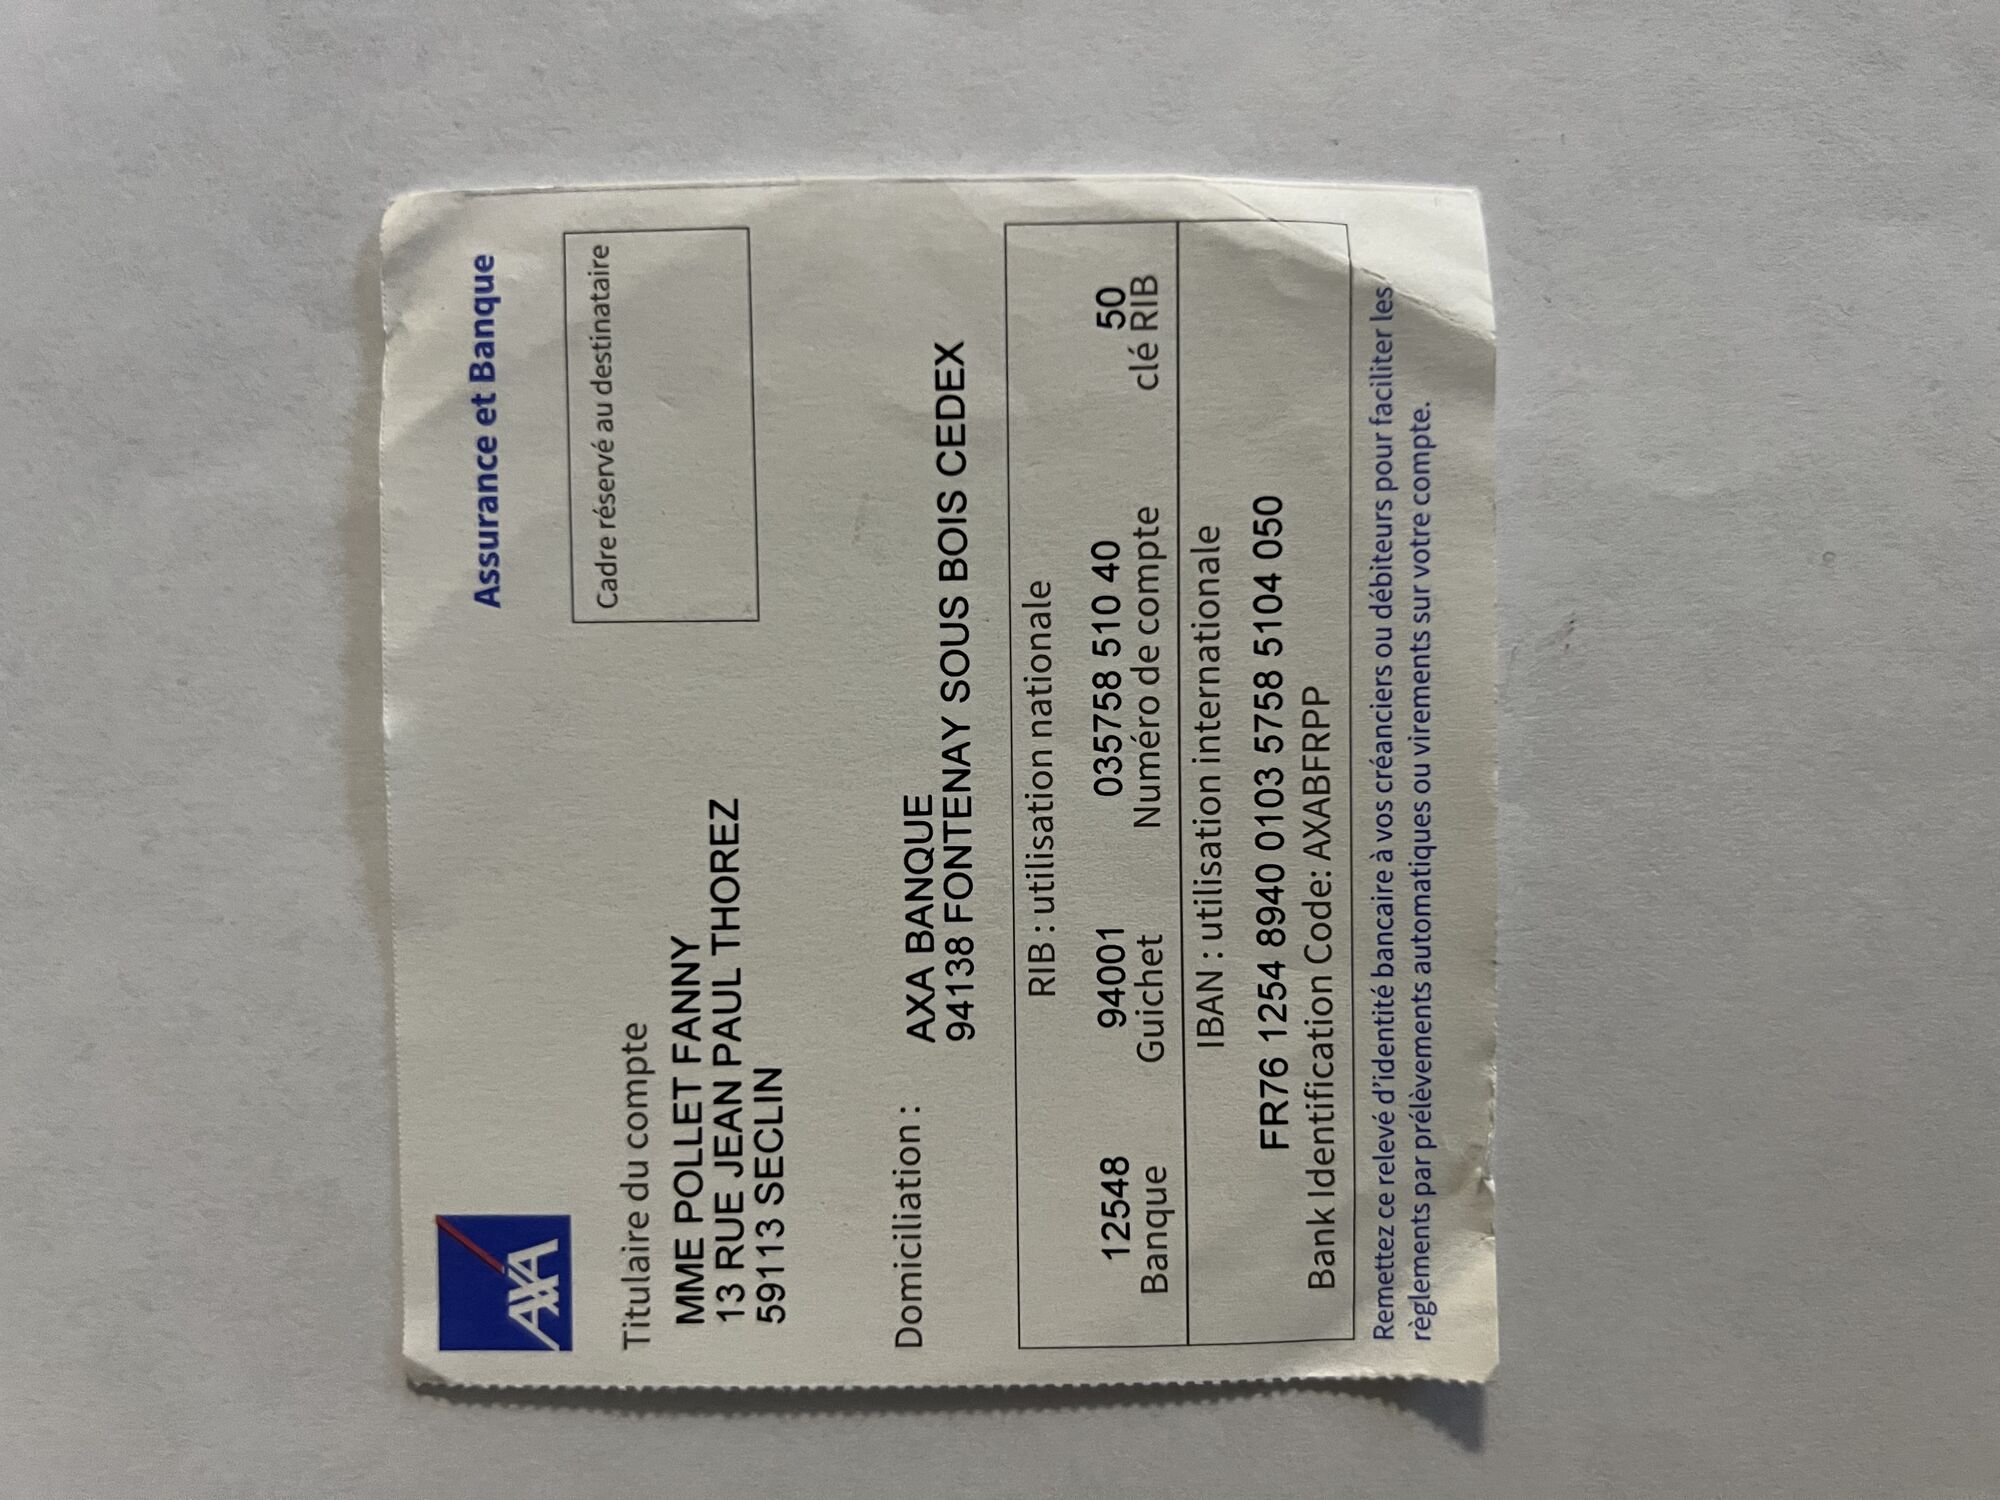 AXA
Assurance et Banque
Cadre réservé au destinataire
Titulaire du compte
MME POLLET FANNY
13 RUE JEAN PAUL THOREZ
59113 SECLIN
Domiciliation :
AXA BANQUE
94138 FONTENAY SOUS BOIS CEDEX
RIB : utilisation nationale
12548 94001 035758 510 40 50
Banque Guichet Numéro de compte clé RIB
IBAN : utilisation internationale
FR76 1254 8940 0103 5758 5104 050
Bank Identification Code: AXABFRPP
Remettez ce relevé d'identité bancaire à vos créanciers ou débiteurs pour faciliter les
règlements par prélèvements automatiques ou virements sur votre compte.